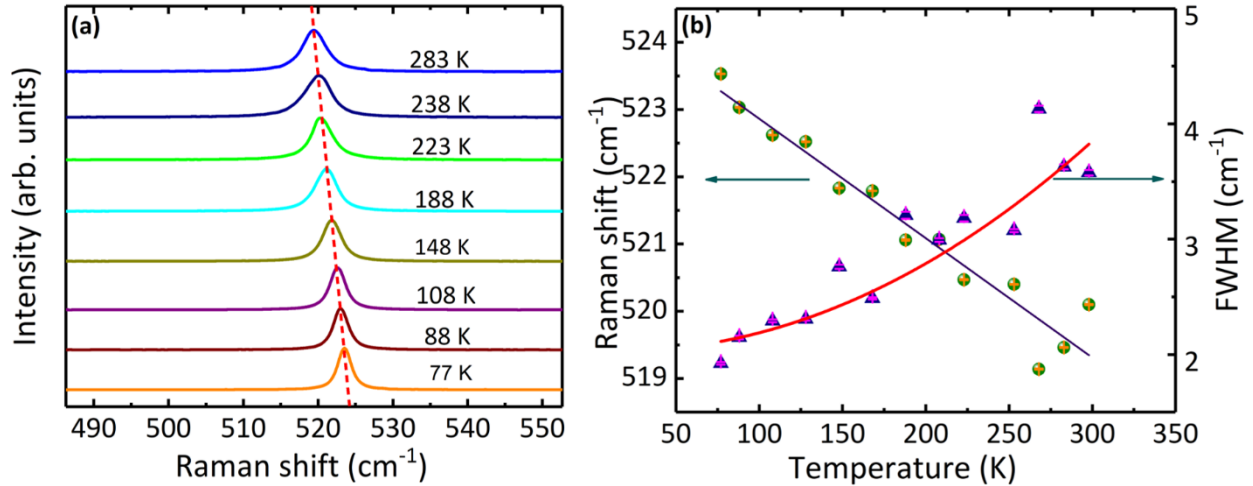 (a)
283 K
238 K
223 K
188 K
148 K
108 K
88 K
77 K
Intensity (arb. units)
490 500 510 520 530 540 550
Raman shift (cm⁻¹)
(b)
524
523
522
521
520
519
Raman shift (cm⁻¹)
5
4
3
2
FWHM (cm⁻¹)
50 100 150 200 250 300 350
Temperature (K)